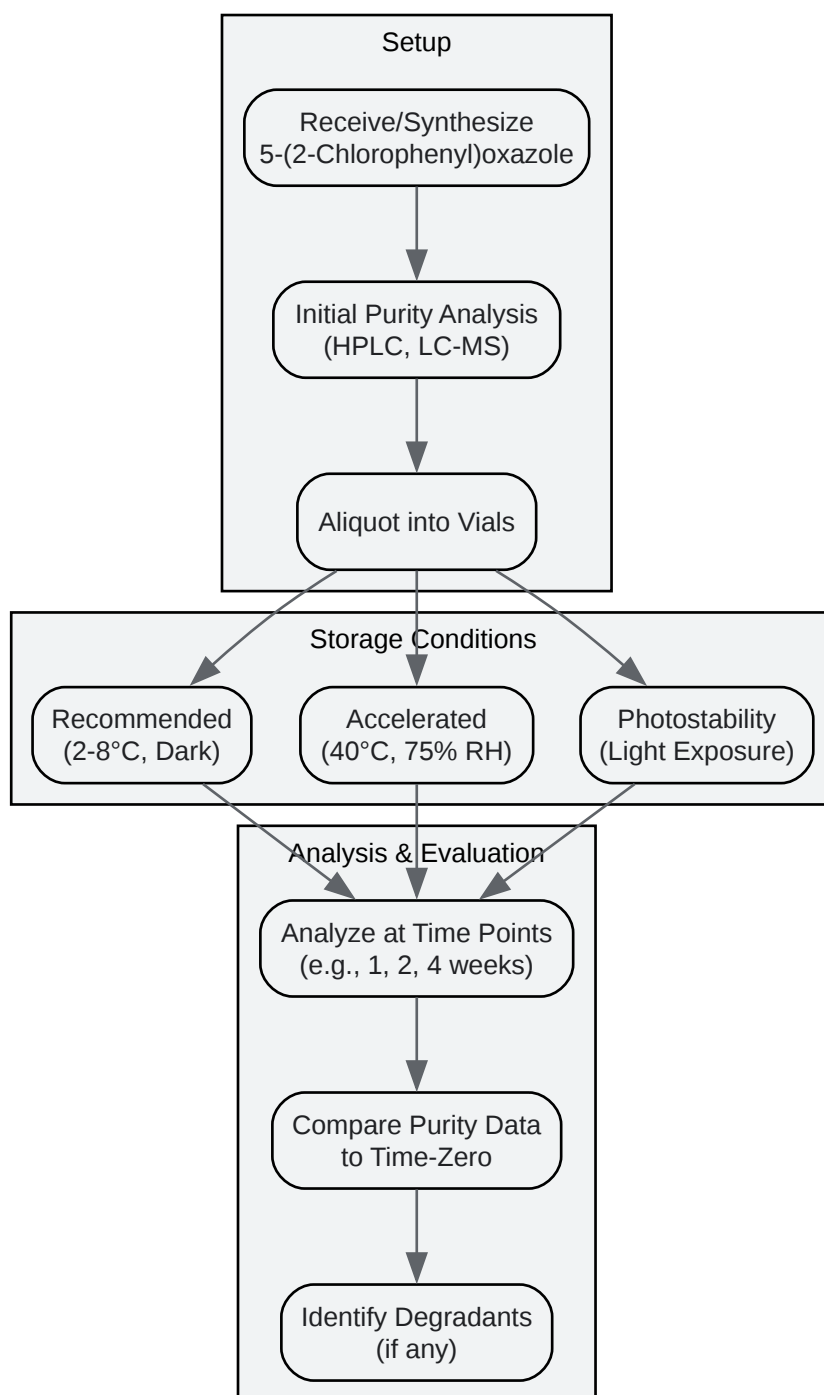 Setup
Receive/Synthesize
5-(2-Chlorophenyl)oxazole
Initial Purity Analysis
(HPLC, LC-MS)
Aliquot into Vials
Storage Conditions
Recommended
(2-8°C, Dark)
Accelerated
(40°C, 75% RH)
Photostability
(Light Exposure)
Analysis & Evaluation
Analyze at Time Points
(e.g., 1, 2, 4 weeks)
Compare Purity Data
to Time-Zero
Identify Degradants
(if any)